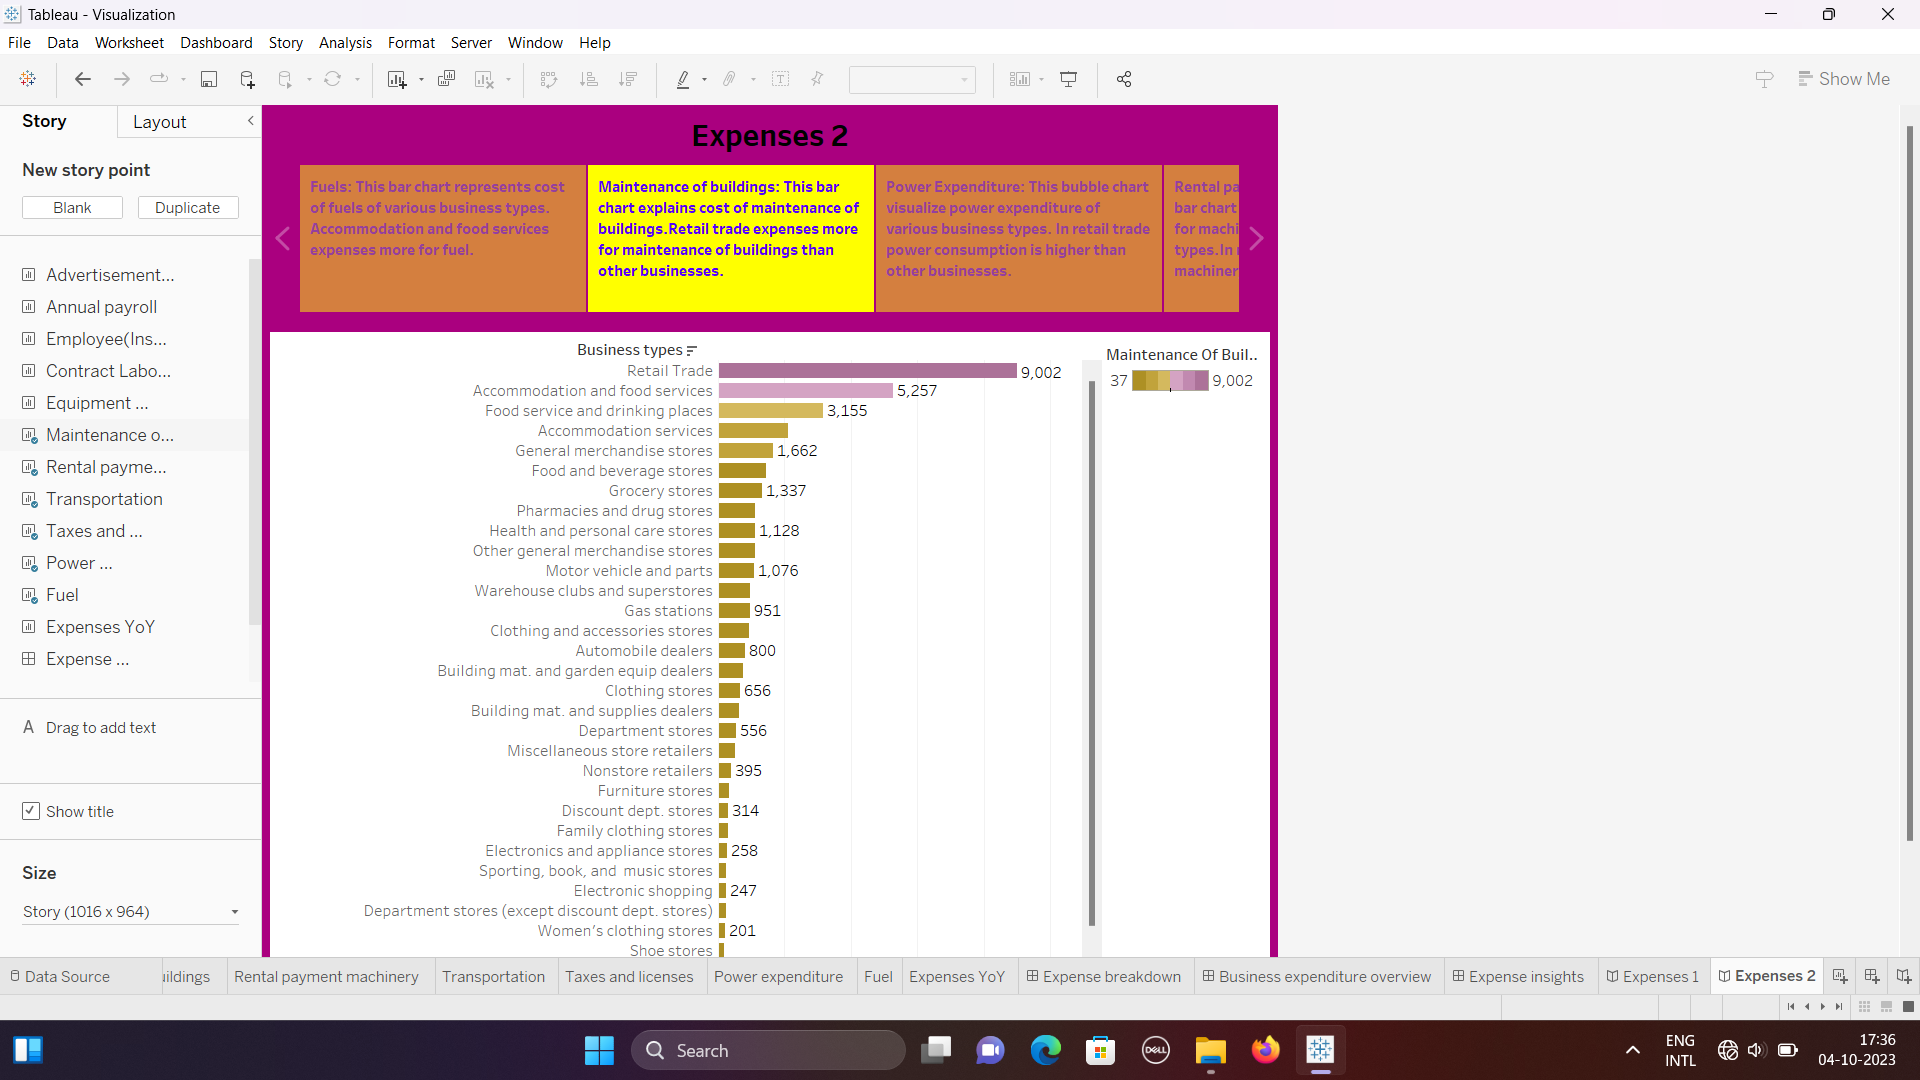 Tableau - Visualization
File Data Worksheet Dashboard Story Analysis Format Server Window Help
Show Me
Story Layout
New story point
Blank Duplicate
Advertisement...
Annual payroll
Employee(Ins...
Contract Labo...
Equipment ...
Maintenance o...
Rental payme...
Transportation
Taxes and ...
Power ...
Fuel
Expenses YoY
Expense ...
A Drag to add text
Show title
Size
Story (1016 x 964)
Expenses 2
Fuels: This bar chart represents cost
of fuels of various business types.
Accommodation and food services
expenses more for fuel.
Maintenance of buildings: This bar
chart explains cost of maintenance of
buildings.Retail trade expenses more
for maintenance of buildings than
other businesses.
Power Expenditure: This bubble chart
visualize power expenditure of
various business types. In retail trade
power consumption is higher than
other businesses.
Rental pa
bar chart
for machi
types.In
machiner
Business types
Retail Trade 9,002
Accommodation and food services 5,257
Food service and drinking places 3,155
Accommodation services
General merchandise stores 1,662
Food and beverage stores
Grocery stores 1,337
Pharmacies and drug stores
Health and personal care stores 1,128
Other general merchandise stores
Motor vehicle and parts 1,076
Warehouse clubs and superstores
Gas stations 951
Clothing and accessories stores
Automobile dealers 800
Building mat. and garden equip dealers
Clothing stores 656
Building mat. and supplies dealers
Department stores 556
Miscellaneous store retailers
Nonstore retailers 395
Furniture stores
Discount dept. stores 314
Family clothing stores
Electronics and appliance stores 258
Sporting, book, and music stores
Electronic shopping 247
Department stores (except discount dept. stores)
Women's clothing stores 201
Shoe stores
Maintenance Of Buil..
37 9,002
Data Source ildings Rental payment machinery Transportation Taxes and licenses Power expenditure Fuel Expenses YoY Expense breakdown Business expenditure overview Expense insights Expenses 1 Expenses 2
Search
DELL
ENG
INTL
17:36
04-10-2023